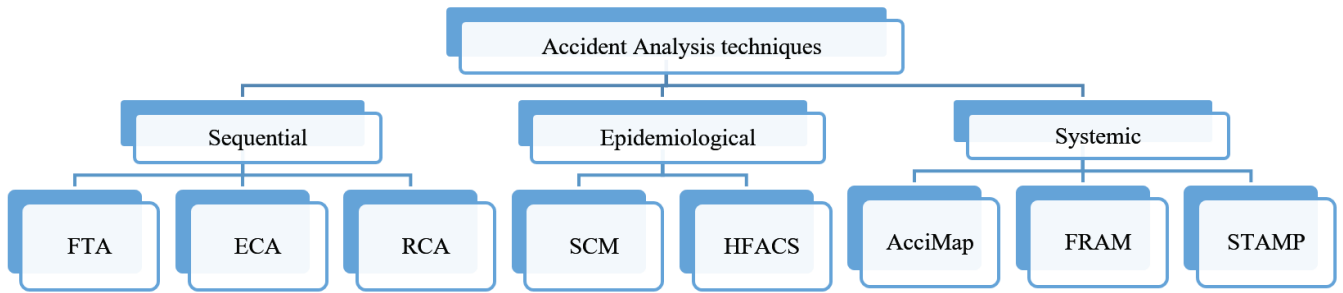 Accident Analysis techniques
Sequential
Epidemiological
Systemic
FTA
ECA
RCA
SCM
HFACS
AcciMap
FRAM
STAMP